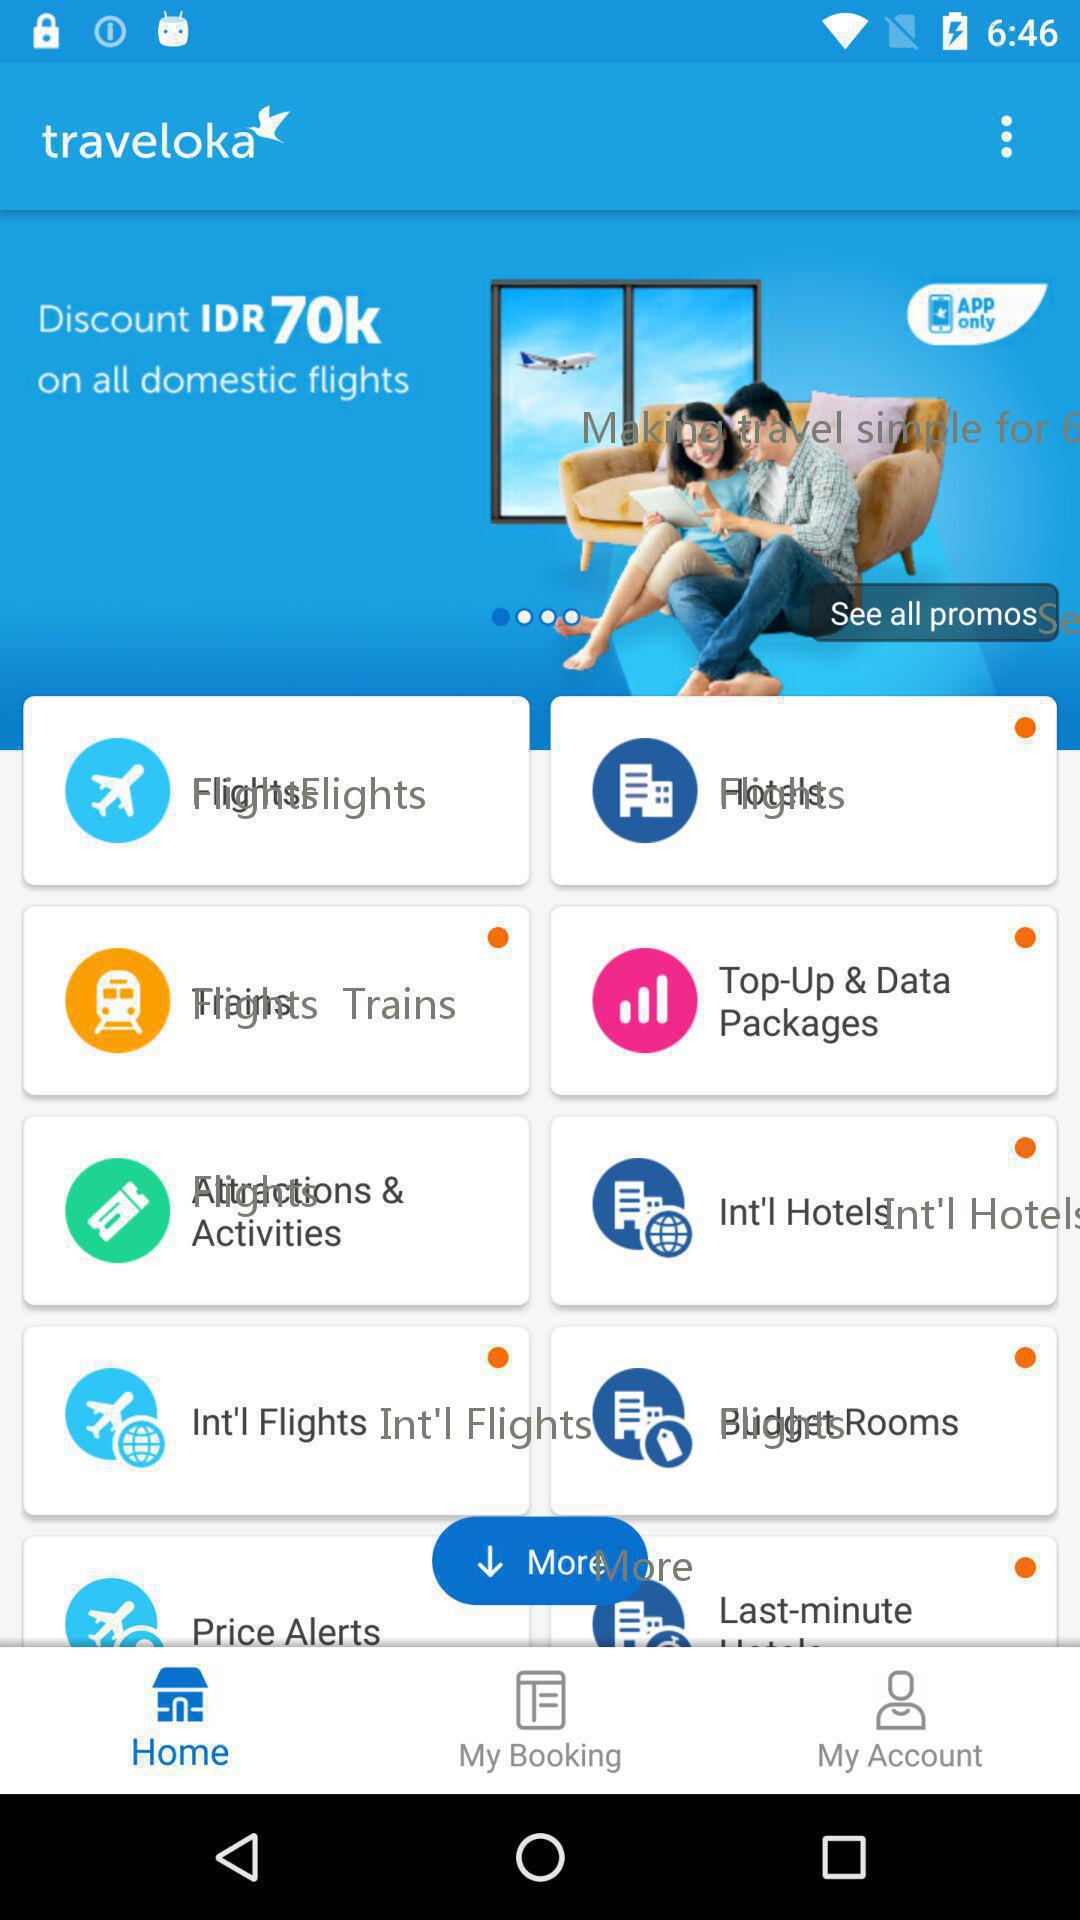 6:46
traveloka
Discount IDR 70k
on all domestic flights
APP
only
Making travel simple for 6
See all promos
Se
Flights Flights Flights
Hotels Flights
Trains Flights Trains
Top-Up & Data
Packages
Attractions & Flights
Activities
Int'l Hotels Int'l Hotels
Int'l Flights Int'l Flights
Budget Rooms Flights
More More
Price Alerts
Last-minute
Hotels
Home
My Booking
My Account